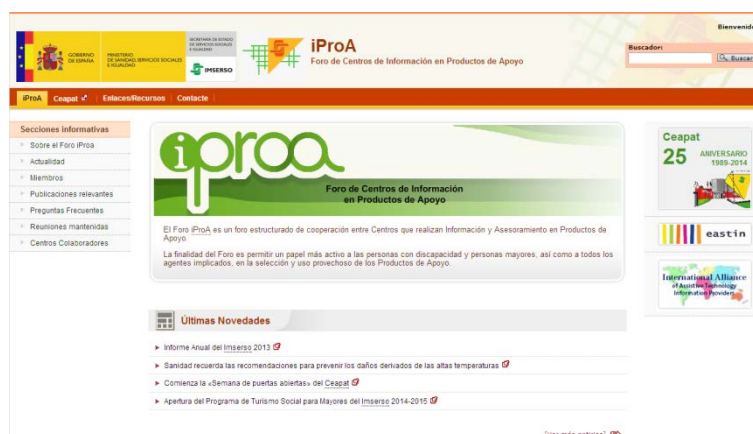 Bienvenido
GOBIERNO
DE ESPAÑA
MINISTERIO
DE SANIDAD, SERVICIOS SOCIALES
E IGUALDAD
SECRETARÍA DE ESTADO
DE SERVICIOS SOCIALES
E IGUALDAD
IMSERSO
iProA
Foro de Centros de Información en Productos de Apoyo
Buscador:
Buscar
iProA
Ceapat
Enlaces/Recursos
Contacte
Secciones informativas
Sobre el Foro iProa
Actualidad
Miembros
Publicaciones relevantes
Preguntas Frecuentes
Reuniones mantenidas
Centros Colaboradores
iproa
Foro de Centros de Información
en Productos de Apoyo
El Foro iProA es un foro estructurado de cooperación entre Centros que realizan Información y Asesoramiento en Productos de
Apoyo.
La finalidad del Foro es permitir un papel más activo a las personas con discapacidad y personas mayores, así como a todos los
agentes implicados, en la selección y uso provechoso de los Productos de Apoyo.
Últimas Novedades
Informe Anual del Imserso 2013
Sanidad recuerda las recomendaciones para prevenir los daños derivados de las altas temperaturas
Comienza la «Semana de puertas abiertas» del Ceapat
Apertura del Programa de Turismo Social para Mayores del Imserso 2014-2015
Ceapat
25 ANIVERSARIO
1989-2014
eastin
International Alliance
of Assistive Technology
Information Providers